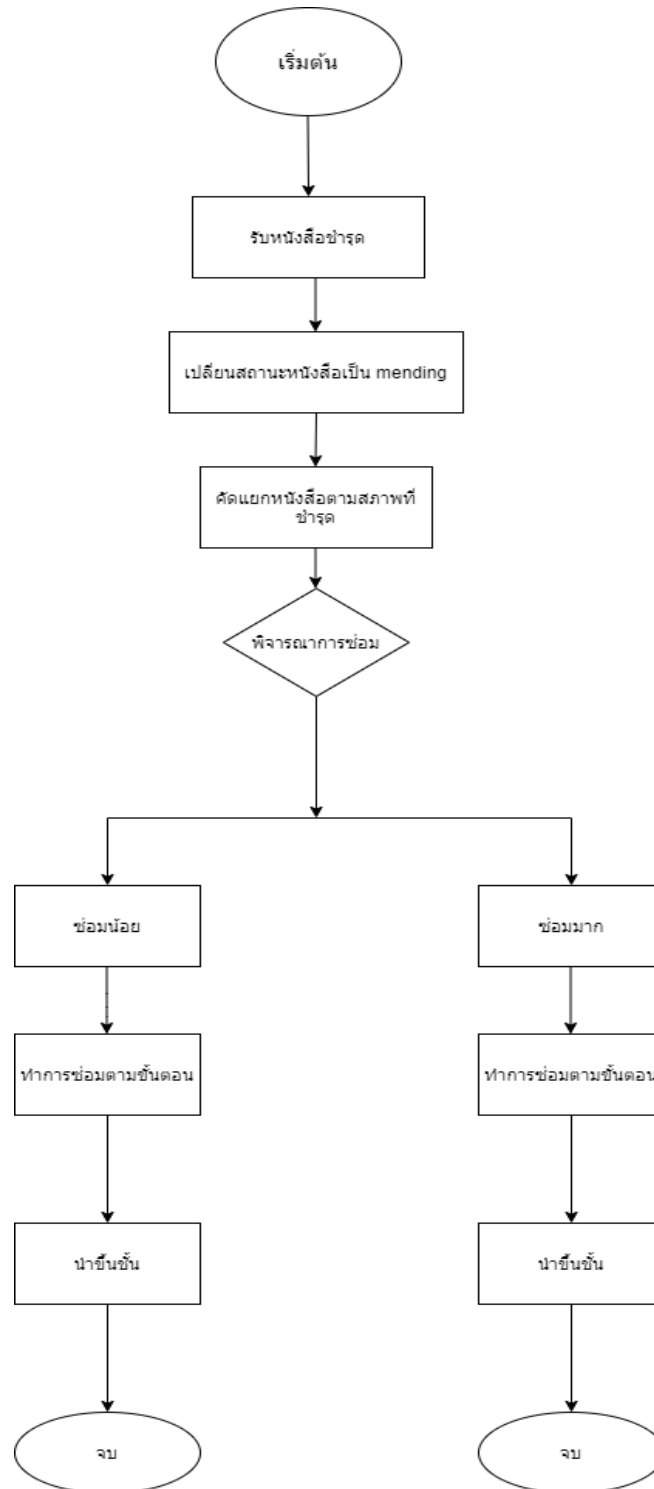 เริ่มต้น
รับหนังสือชำรุด
เปลี่ยนสถานะหนังสือเป็น mending
คัดแยกหนังสือตามสภาพที่
ชำรุด
พิจารณาการซ่อม
ซ่อมน้อย
ซ่อมมาก
ทำการซ่อมตามขั้นตอน
ทำการซ่อมตามขั้นตอน
นำขึ้นชั้น
นำขึ้นชั้น
จบ
จบ